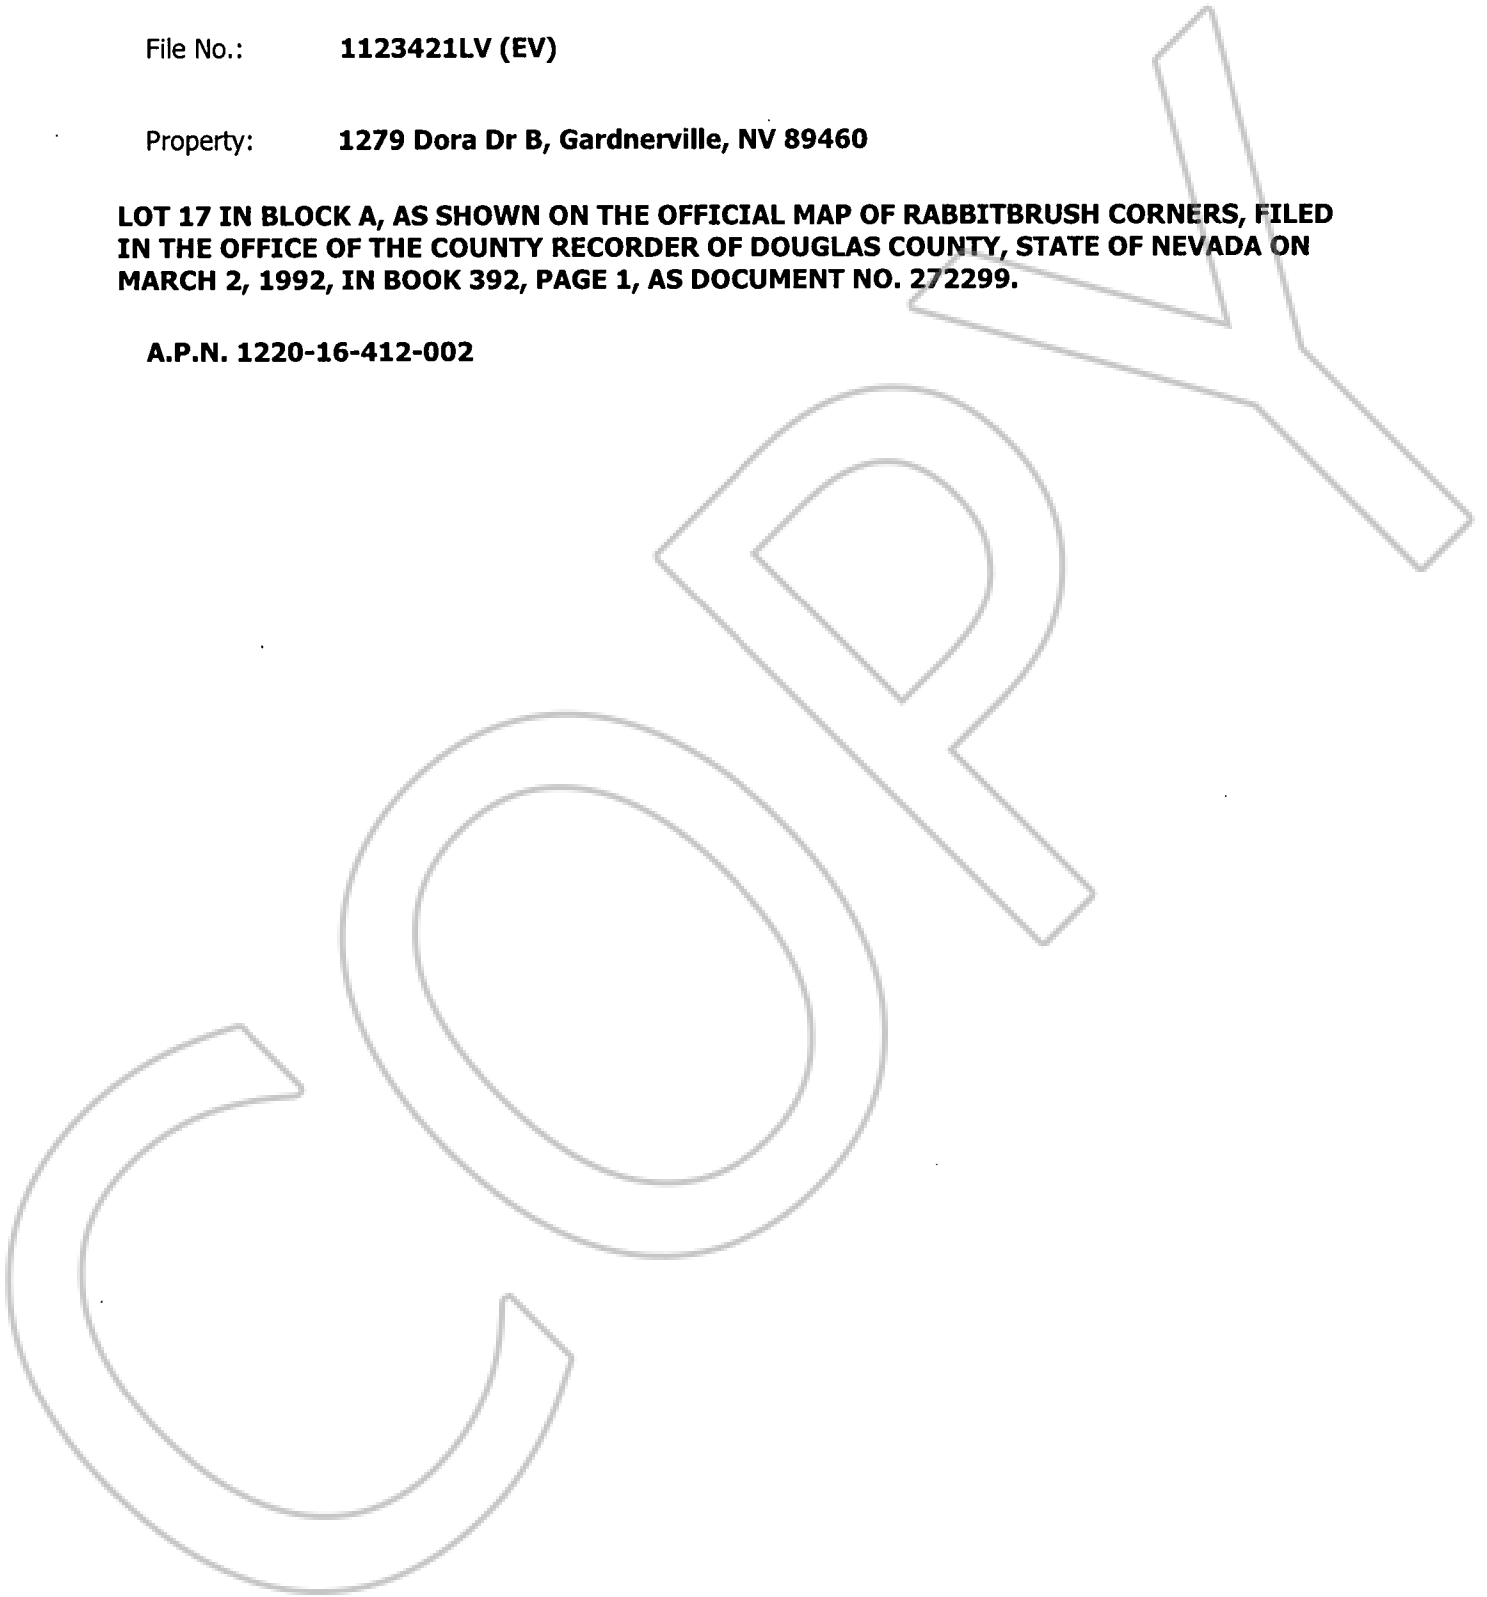 File No.: 1123421LV (EV)
Property: 1279 Dora Dr B, Gardnerville, NV 89460
LOT 17 IN BLOCK A, AS SHOWN ON THE OFFICIAL MAP OF RABBITBRUSH CORNERS, FILED
IN THE OFFICE OF THE COUNTY RECORDER OF DOUGLAS COUNTY, STATE OF NEVADA ON
MARCH 2, 1992, IN BOOK 392, PAGE 1, AS DOCUMENT NO. 272299.
A.P.N. 1220-16-412-002
COPY